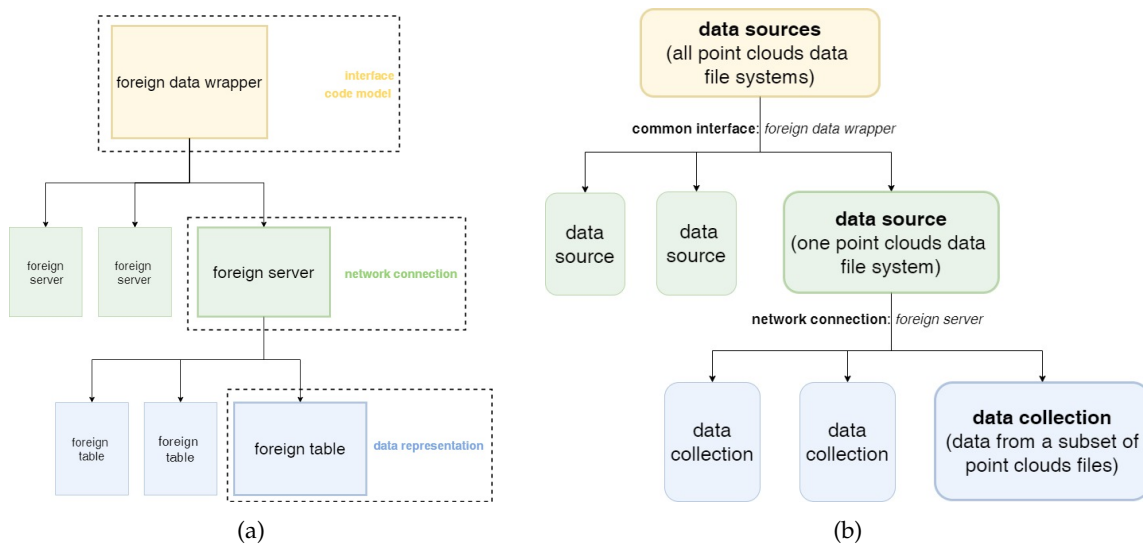 foreign data wrapper
interface
code model
foreign
server
foreign
server
foreign server
network connection
foreign
table
foreign
table
foreign table
data representation
(a)
data sources
(all point clouds data
file systems)
common interface: foreign data wrapper
data
source
data
source
data source
(one point clouds data
file system)
network connection: foreign server
data
collection
data
collection
data collection
(data from a subset of
point clouds files)
(b)